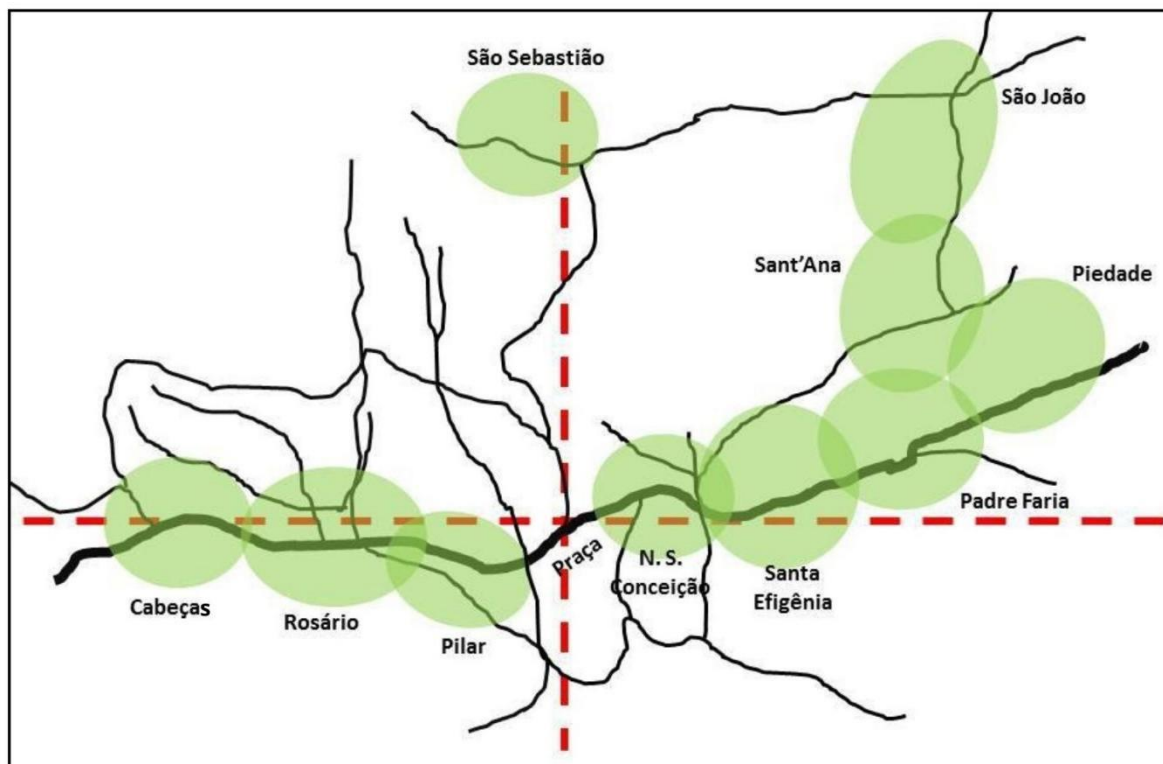 São Sebastião
São João
Sant'Ana
Piedade
Padre Faria
Praça
N. S.
Conceição
Santa
Efigênia
Cabeças
Rosário
Pilar